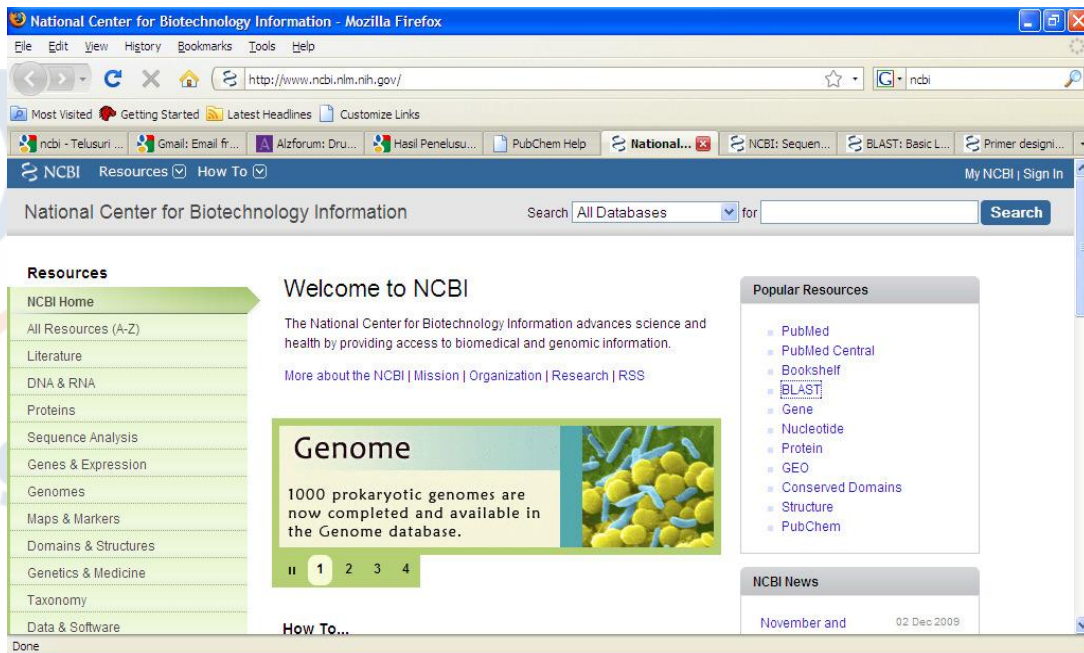 National Center for Biotechnology Information - Mozilla Firefox
File Edit View History Bookmarks Tools Help
http://www.ncbi.nlm.nih.gov/ G ncbi
Most Visited Getting Started Latest Headlines Customize Links
ncbi - Telusuri ... Gmail: Email fr... Alzforum: Dru... Hasil Penelusu... PubChem Help National... NCBI: Sequen... BLAST: Basic L... Primer designi...
NCBI Resources How To My NCBI | Sign In
National Center for Biotechnology Information Search All Databases for Search
Resources
NCBI Home
All Resources (A-Z)
Literature
DNA & RNA
Proteins
Sequence Analysis
Genes & Expression
Genomes
Maps & Markers
Domains & Structures
Genetics & Medicine
Taxonomy
Data & Software
Welcome to NCBI
The National Center for Biotechnology Information advances science and
health by providing access to biomedical and genomic information.
More about the NCBI | Mission | Organization | Research | RSS
Genome
1000 prokaryotic genomes are
now completed and available in
the Genome database.
1 2 3 4
How To...
Popular Resources
PubMed
PubMed Central
Bookshelf
BLAST
Gene
Nucleotide
Protein
GEO
Conserved Domains
Structure
PubChem
NCBI News
November and 02 Dec 2009
Done